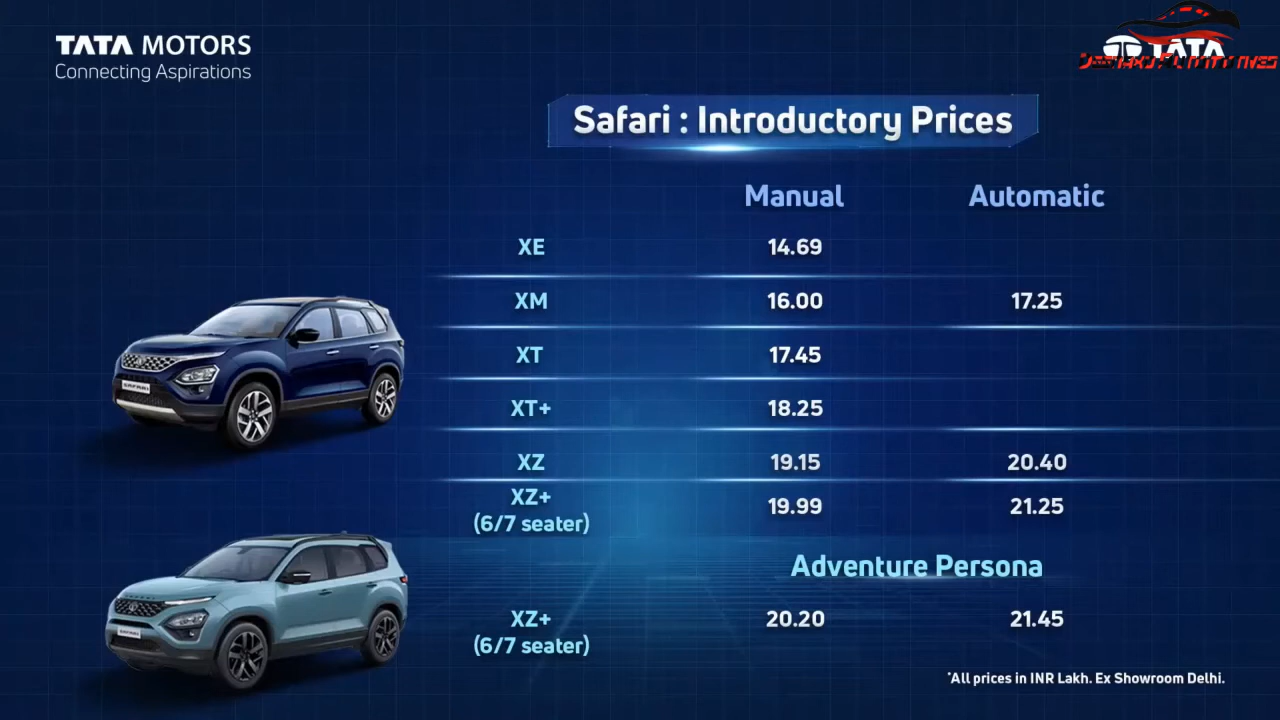 TATA MOTORS
Connecting Aspirations
TATA
Safari : Introductory Prices
Manual Automatic
XE 14.69
XM 16.00 17.25
XT 17.45
XT+ 18.25
XZ 19.15 20.40
XZ+
(6/7 seater) 19.99 21.25
Adventure Persona
XZ+
(6/7 seater) 20.20 21.45
*All prices in INR Lakh. Ex Showroom Delhi.
SAFARI
SAFARI